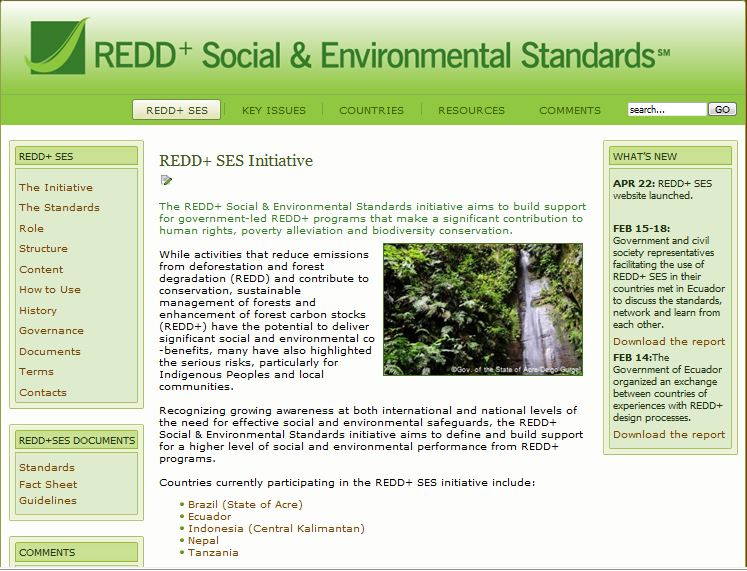 REDD+ Social & Environmental Standards SM
REDD+ SES
KEY ISSUES
COUNTRIES
RESOURCES
COMMENTS
search...
GO
REDD+ SES
The Initiative
The Standards
Role
Structure
Content
How to Use
History
Governance
Documents
Terms
Contacts
REDD+SES DOCUMENTS
Standards
Fact Sheet
Guidelines
COMMENTS
REDD+ SES Initiative
The REDD+ Social & Environmental Standards initiative aims to build support
for government-led REDD+ programs that make a significant contribution to
human rights, poverty alleviation and biodiversity conservation.
While activities that reduce emissions
from deforestation and forest
degradation (REDD) and contribute to
conservation, sustainable
management of forests and
enhancement of forest carbon stocks
(REDD+) have the potential to deliver
significant social and environmental co
-benefits, many have also highlighted
the serious risks, particularly for
Indigenous Peoples and local
communities.
©Gov. of the State of Acre/Deigo Gurgel
Recognizing growing awareness at both international and national levels of
the need for effective social and environmental safeguards, the REDD+
Social & Environmental Standards initiative aims to define and build support
for a higher level of social and environmental performance from REDD+
programs.
Countries currently participating in the REDD+ SES initiative include:
Brazil (State of Acre)
Ecuador
Indonesia (Central Kalimantan)
Nepal
Tanzania
WHAT'S NEW
APR 22: REDD+ SES
website launched.
FEB 15-18:
Government and civil
society representatives
facilitating the use of
REDD+ SES in their
countries met in Ecuador
to discuss the standards,
network and learn from
each other.
Download the report
FEB 14:The
Government of Ecuador
organized an exchange
between countries of
experiences with REDD+
design processes.
Download the report